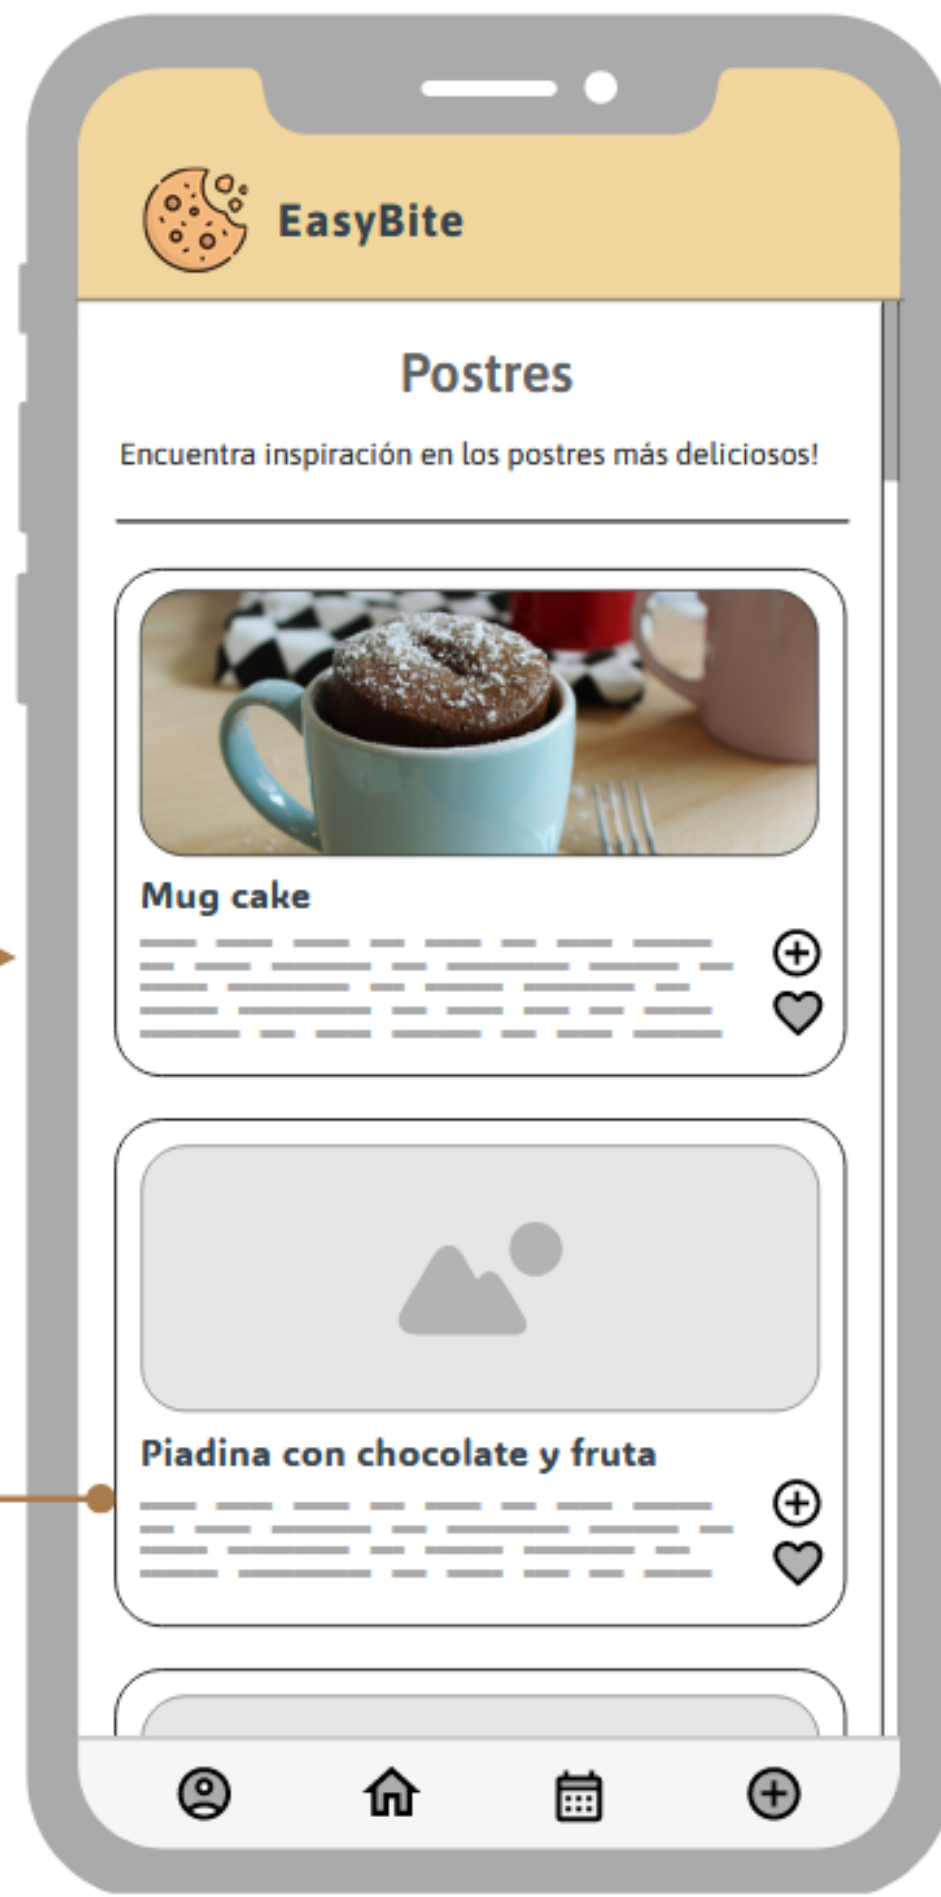 EasyBite
Postres
Encuentra inspiración en los postres más deliciosos!
Mug cake
Piadina con chocolate y fruta